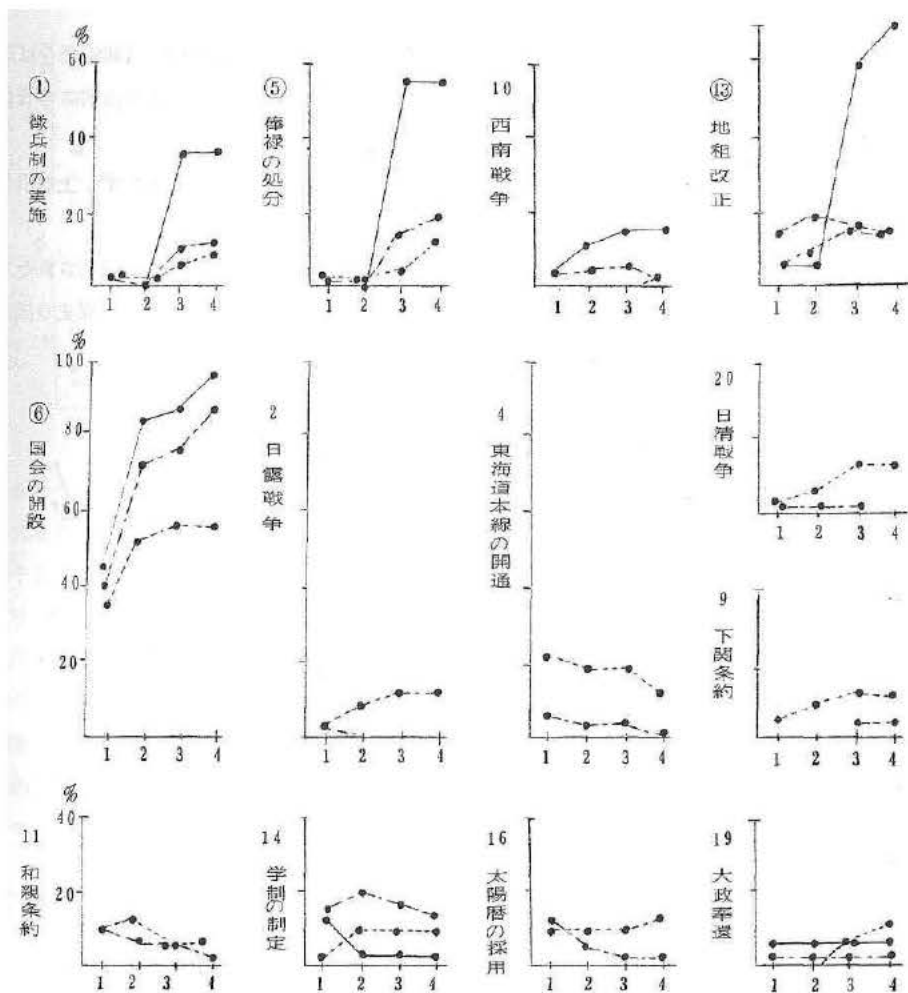 %
60
40
20
① 徴兵制の実施
1 2 3 4
⑤ 俸禄の処分
1 2 3 4
10 西南戦争
1 2 3 4
⑬ 地租改正
1 2 3 4
%
100
80
60
40
20
⑥ 国会の開設
1 2 3 4
2 日露戦争
1 2 3 4
4 東海道本線の開通
1 2 3 4
20 日清戦争
1 2 3 4
9 下関条約
1 2 3 4
%
40
20
11 和親条約
1 2 3 4
14 学制の制定
1 2 3 4
16 太陽暦の採用
1 2 3 4
19 大政奉還
1 2 3 4